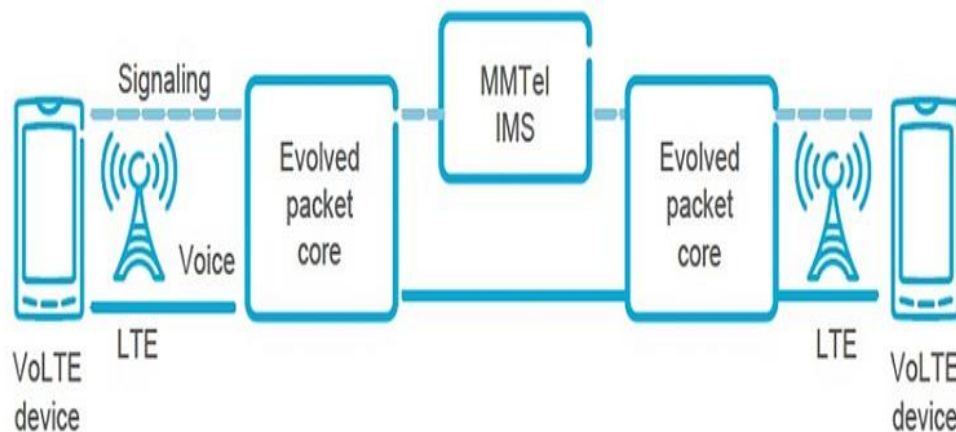 Signaling
MMTel
IMS
Evolved
packet
core
Evolved
packet
core
Voice
LTE
LTE
VoLTE
device
VoLTE
device